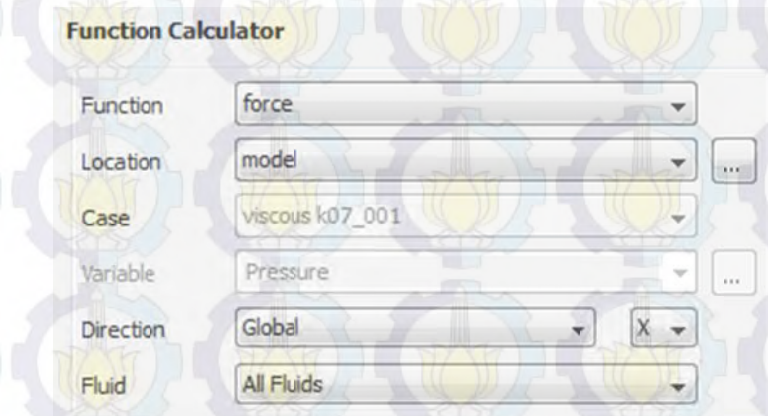 Function Calculator
Function force
Location model ...
Case viscous k07_001
Variable Pressure ...
Direction Global X
Fluid All Fluids